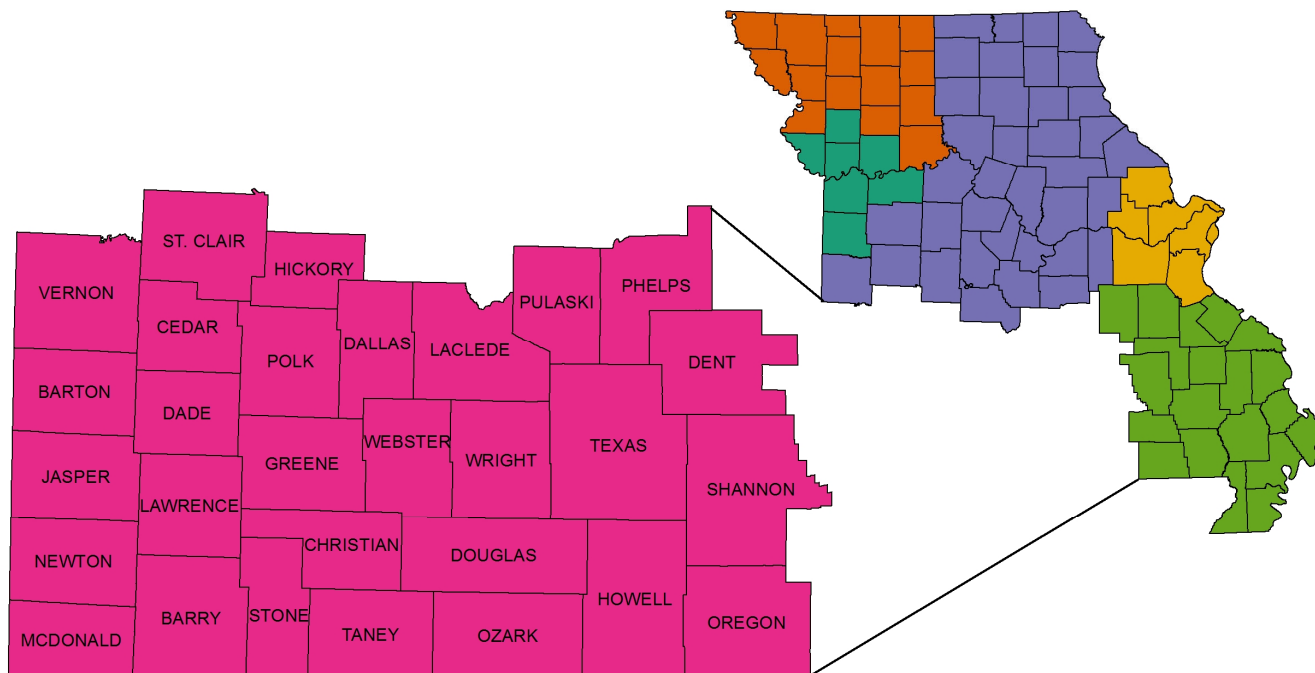 ST. CLAIR
HICKORY
VERNON
PULASKI
PHELPS
CEDAR
DALLAS
LACLEDE
POLK
DENT
BARTON
DADE
WEBSTER
TEXAS
GREENE
WRIGHT
JASPER
SHANNON
LAWRENCE
CHRISTIAN
DOUGLAS
NEWTON
HOWELL
BARRY
STONE
OREGON
MCDONALD
TANEY
OZARK